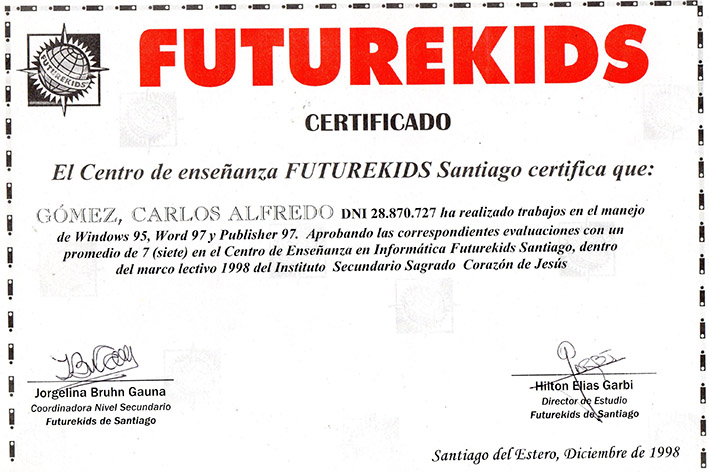 FUTUREKIDS
FUTUREKIDS
CERTIFICADO
El Centro de enseñanza FUTUREKIDS Santiago certifica que:
GÓMEZ, CARLOS ALFREDO DNI 28.870.727 ha realizado trabajos en el manejo
de Windows 95, Word 97 y Publisher 97. Aprobando las correspondientes evaluaciones con un
promedio de 7 (siete) en el Centro de Enseñanza en Informática Futurekids Santiago, dentro
del marco lectivo 1998 del Instituto Secundario Sagrado Corazón de Jesús
Jorgelina Bruhn Gauna
Coordinadora Nivel Secundario
Futurekids de Santiago
Hilton Elias Garbi
Director de Estudio
Futurekids de Santiago
Santiago del Estero, Diciembre de 1998